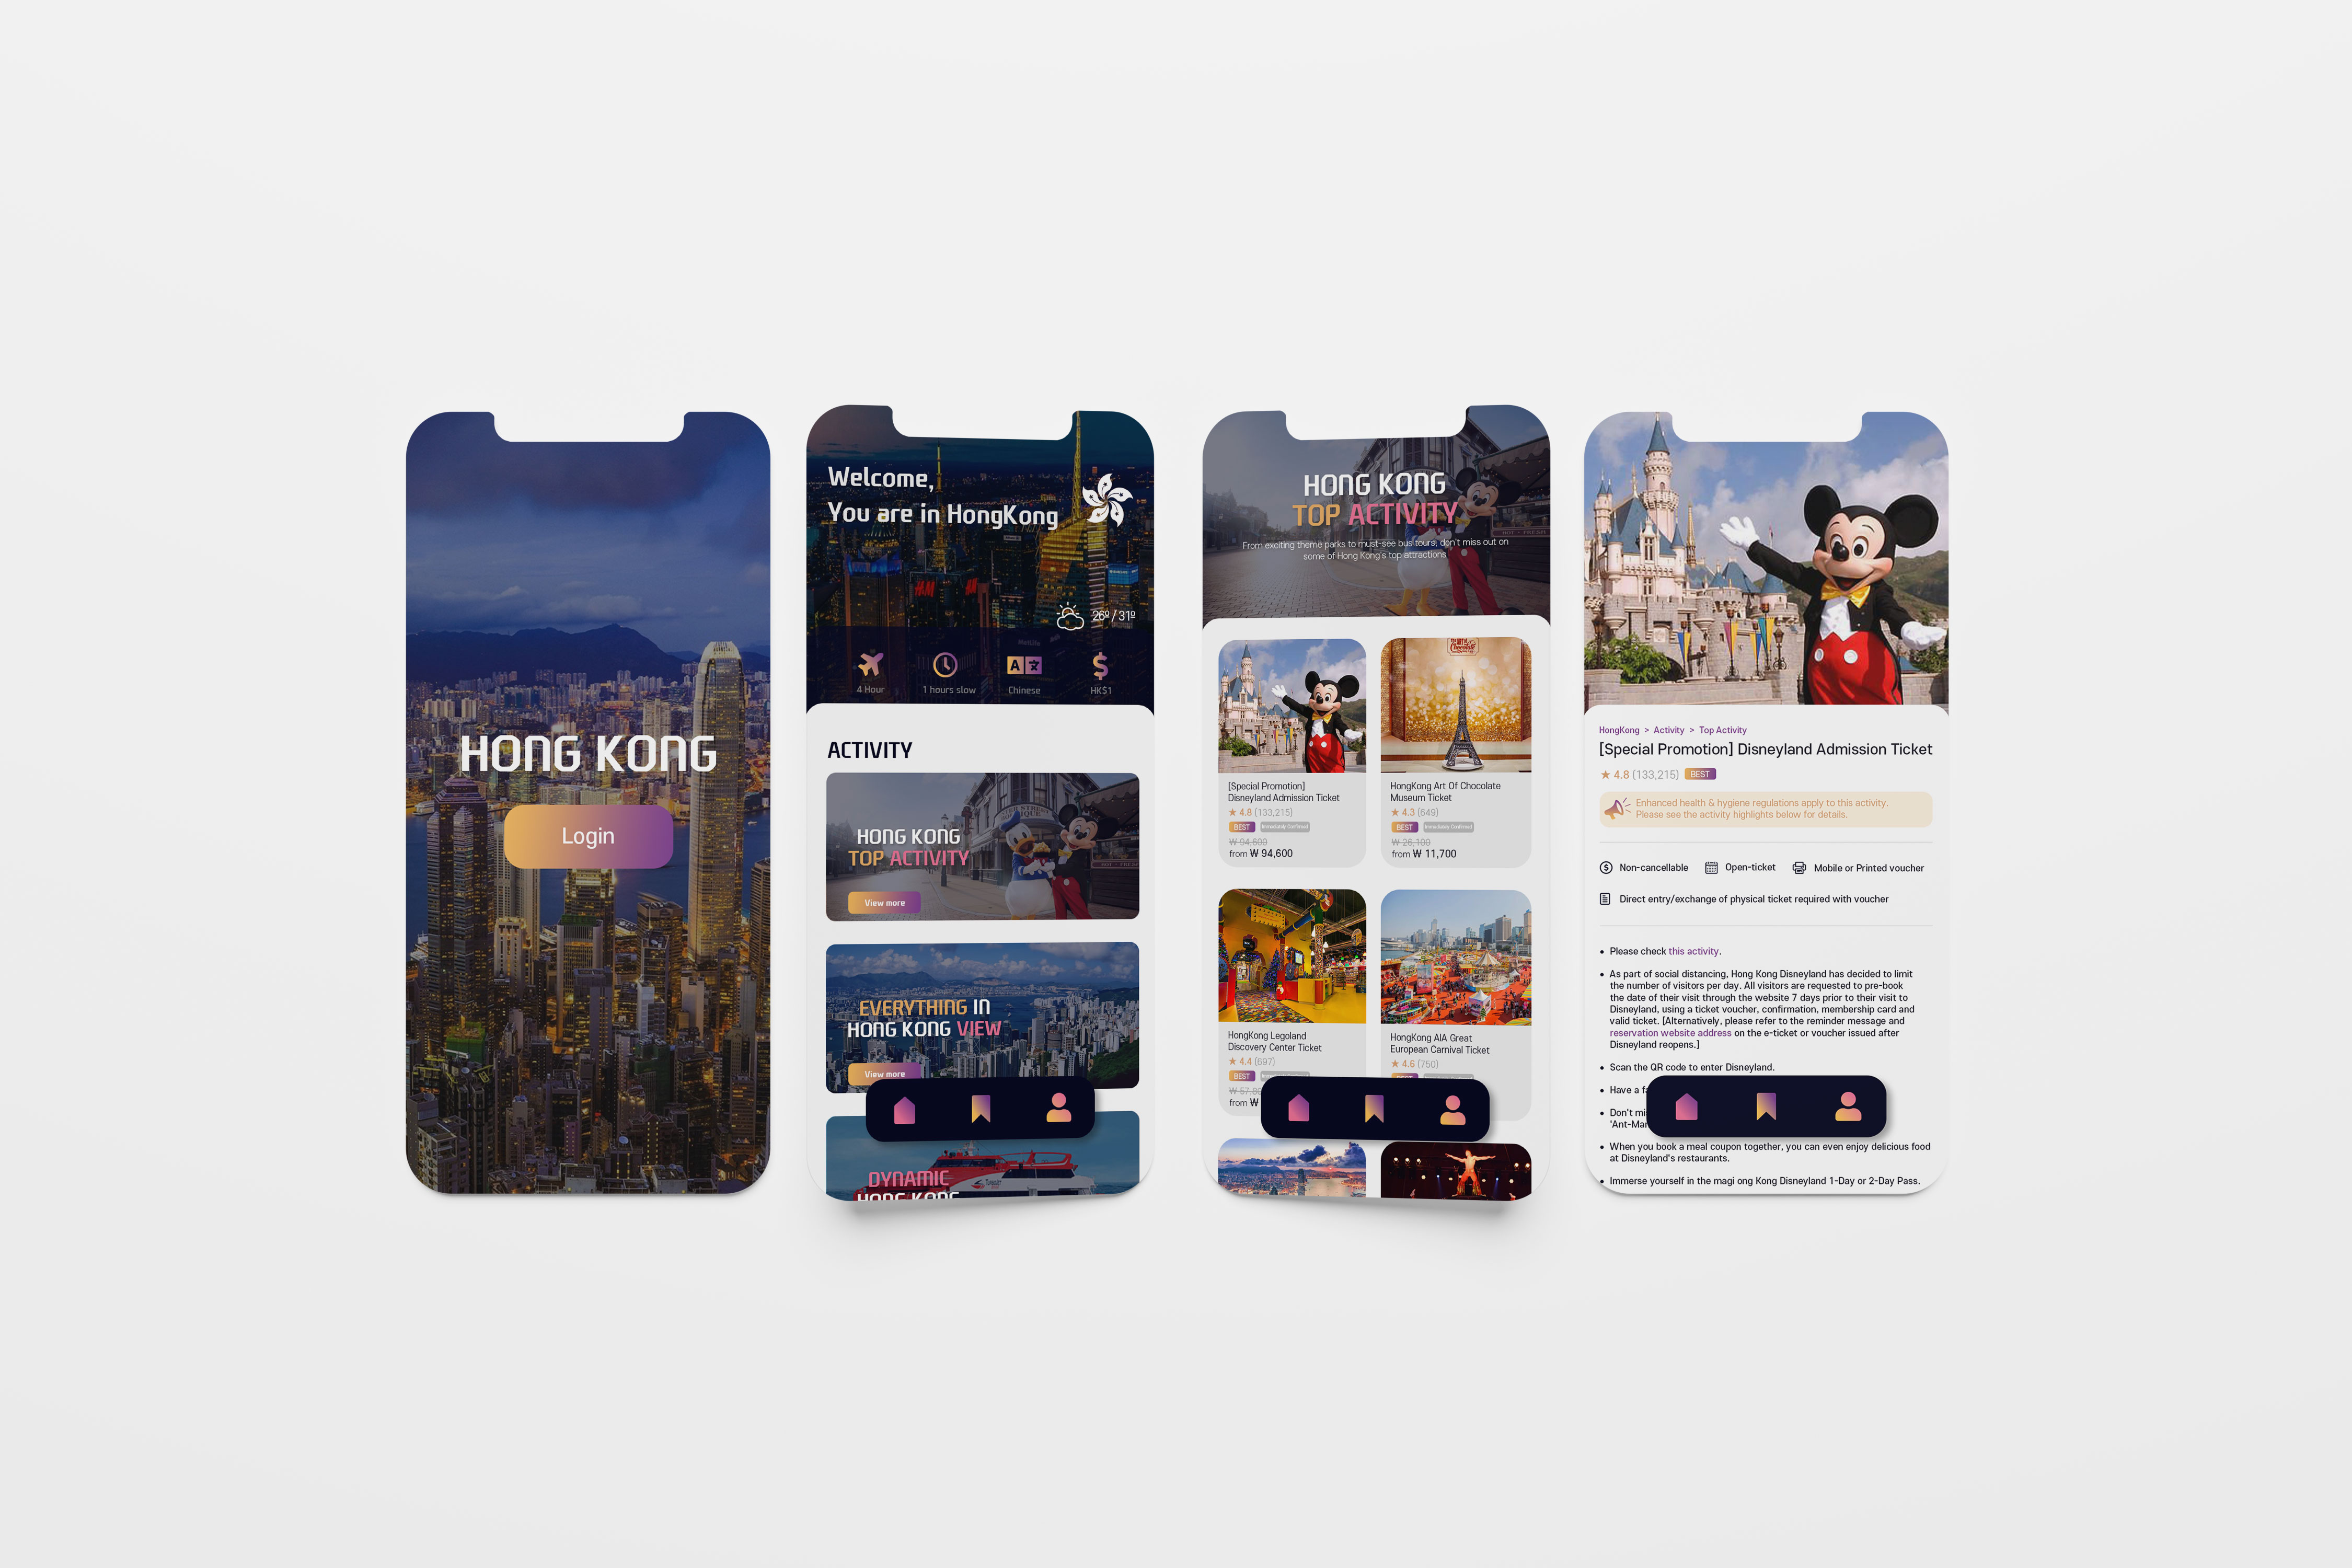 HONG KONG
Login
Welcome,
You are in HongKong
H&M
26º / 31º
4 Hour
1 hours slow
A
Chinese
HK$1
ACTIVITY
HONG KONG
TOP ACTIVITY
View more
EVERYTHING IN
HONG KONG VIEW
View more
DYNAMIC
HONG KONG
HONG KONG
TOP ACTIVITY
From exciting theme parks to must-see bus tours, don't miss out on
some of Hong Kong's top attractions
[Special Promotion]
Disneyland Admission Ticket
★ 4.8 (133,215)
BEST Immediately Confirmed
₩ 94,600
from ₩ 94,600
HongKong Art Of Chocolate
Museum Ticket
★ 4.3 (649)
BEST Immediately Confirmed
₩ 26,100
from ₩ 11,700
HongKong Legoland
Discovery Center Ticket
★ 4.4 (697)
BEST
from ₩
HongKong AIA Great
European Carnival Ticket
★ 4.6 (750)
HongKong > Activity > Top Activity
[Special Promotion] Disneyland Admission Ticket
★ 4.8 (133,215) BEST
Enhanced health & hygiene regulations apply to this activity.
Please see the activity highlights below for details.
Non-cancellable Open-ticket Mobile or Printed voucher
Direct entry/exchange of physical ticket required with voucher
• Please check this activity.
• As part of social distancing, Hong Kong Disneyland has decided to limit
the number of visitors per day. All visitors are requested to pre-book
the date of their visit through the website 7 days prior to their visit to
Disneyland, using a ticket voucher, confirmation, membership card and
valid ticket. [Alternatively, please refer to the reminder message and
reservation website address on the e-ticket or voucher issued after
Disneyland reopens.]
• Scan the QR code to enter Disneyland.
• Have a
• Don't
'Ant-Man
• When you book a meal coupon together, you can even enjoy delicious food
at Disneyland's restaurants.
• Immerse yourself in the magi ong Kong Disneyland 1-Day or 2-Day Pass.